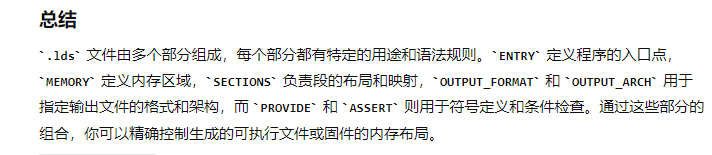 总结
`.lds` 文件由多个部分组成，每个部分都有特定的用途和语法规则。`ENTRY` 定义程序的入口点，
`MEMORY` 定义内存区域，`SECTIONS` 负责段的布局和映射，`OUTPUT_FORMAT` 和 `OUTPUT_ARCH` 用于
指定输出文件的格式和架构，而 `PROVIDE` 和 `ASSERT` 则用于符号定义和条件检查。通过这些部分的
组合，你可以精确控制生成的可执行文件或固件的内存布局。